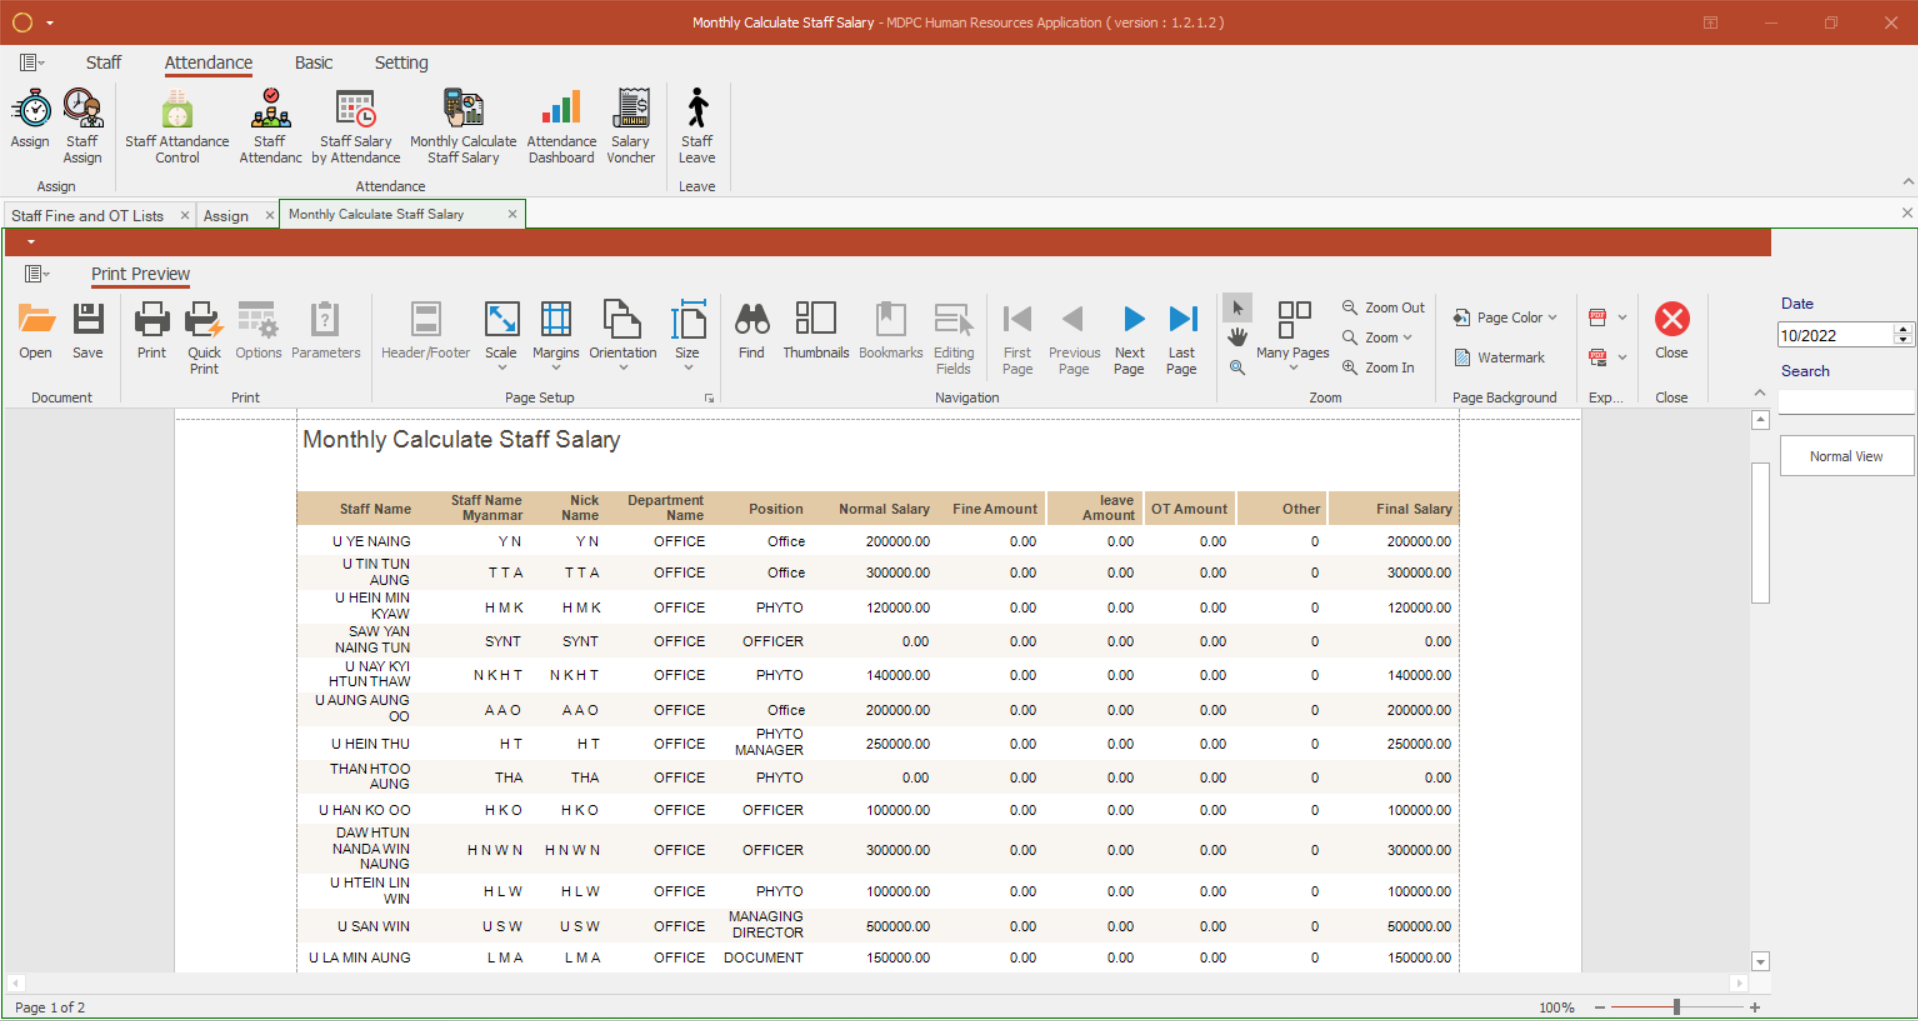 Monthly Calculate Staff Salary - MDPC Human Resources Application ( version : 1.2.1.2 )
Staff Attendance Basic Setting
Assign
Staff Assign
Staff Attandance Control
Staff Attendanc
Staff Salary by Attendance
Monthly Calculate Staff Salary
Attendance Dashboard
Salary Voncher
Staff Leave
Assign Attendance Leave
Staff Fine and OT Lists Assign Monthly Calculate Staff Salary
Print Preview
Open Save Print Quick Print Options Parameters Header/Footer Scale Margins Orientation Size Find Thumbnails Bookmarks Editing Fields First Page Previous Page Next Page Last Page Many Pages
Zoom Out
Zoom
Zoom In
Page Color
Watermark
PDF
PDF
Close
Document Print Page Setup Navigation Zoom Page Background Exp... Close
Date
10/2022
Search
Normal View
Monthly Calculate Staff Salary
Staff Name Staff Name Myanmar Nick Name Department Name Position Normal Salary Fine Amount leave Amount OT Amount Other Final Salary
U YE NAING Y N Y N OFFICE Office 200000.00 0.00 0.00 0.00 0 200000.00
U TIN TUN AUNG T T A T T A OFFICE Office 300000.00 0.00 0.00 0.00 0 300000.00
U HEIN MIN KYAW H M K H M K OFFICE PHYTO 120000.00 0.00 0.00 0.00 0 120000.00
SAW YAN NAING TUN SYNT SYNT OFFICE OFFICER 0.00 0.00 0.00 0.00 0 0.00
U NAY KYI HTUN THAW N K H T N K H T OFFICE PHYTO 140000.00 0.00 0.00 0.00 0 140000.00
U AUNG AUNG OO A A O A A O OFFICE Office 200000.00 0.00 0.00 0.00 0 200000.00
U HEIN THU H T H T OFFICE PHYTO MANAGER 250000.00 0.00 0.00 0.00 0 250000.00
THAN HTOO AUNG THA THA OFFICE PHYTO 0.00 0.00 0.00 0.00 0 0.00
U HAN KO OO H K O H K O OFFICE OFFICER 100000.00 0.00 0.00 0.00 0 100000.00
DAW HTUN NANDA WIN NAUNG H N W N H N W N OFFICE OFFICER 300000.00 0.00 0.00 0.00 0 300000.00
U HTEIN LIN WIN H L W H L W OFFICE PHYTO 100000.00 0.00 0.00 0.00 0 100000.00
U SAN WIN U S W U S W OFFICE MANAGING DIRECTOR 500000.00 0.00 0.00 0.00 0 500000.00
U LA MIN AUNG L M A L M A OFFICE DOCUMENT 150000.00 0.00 0.00 0.00 0 150000.00
Page 1 of 2 100%